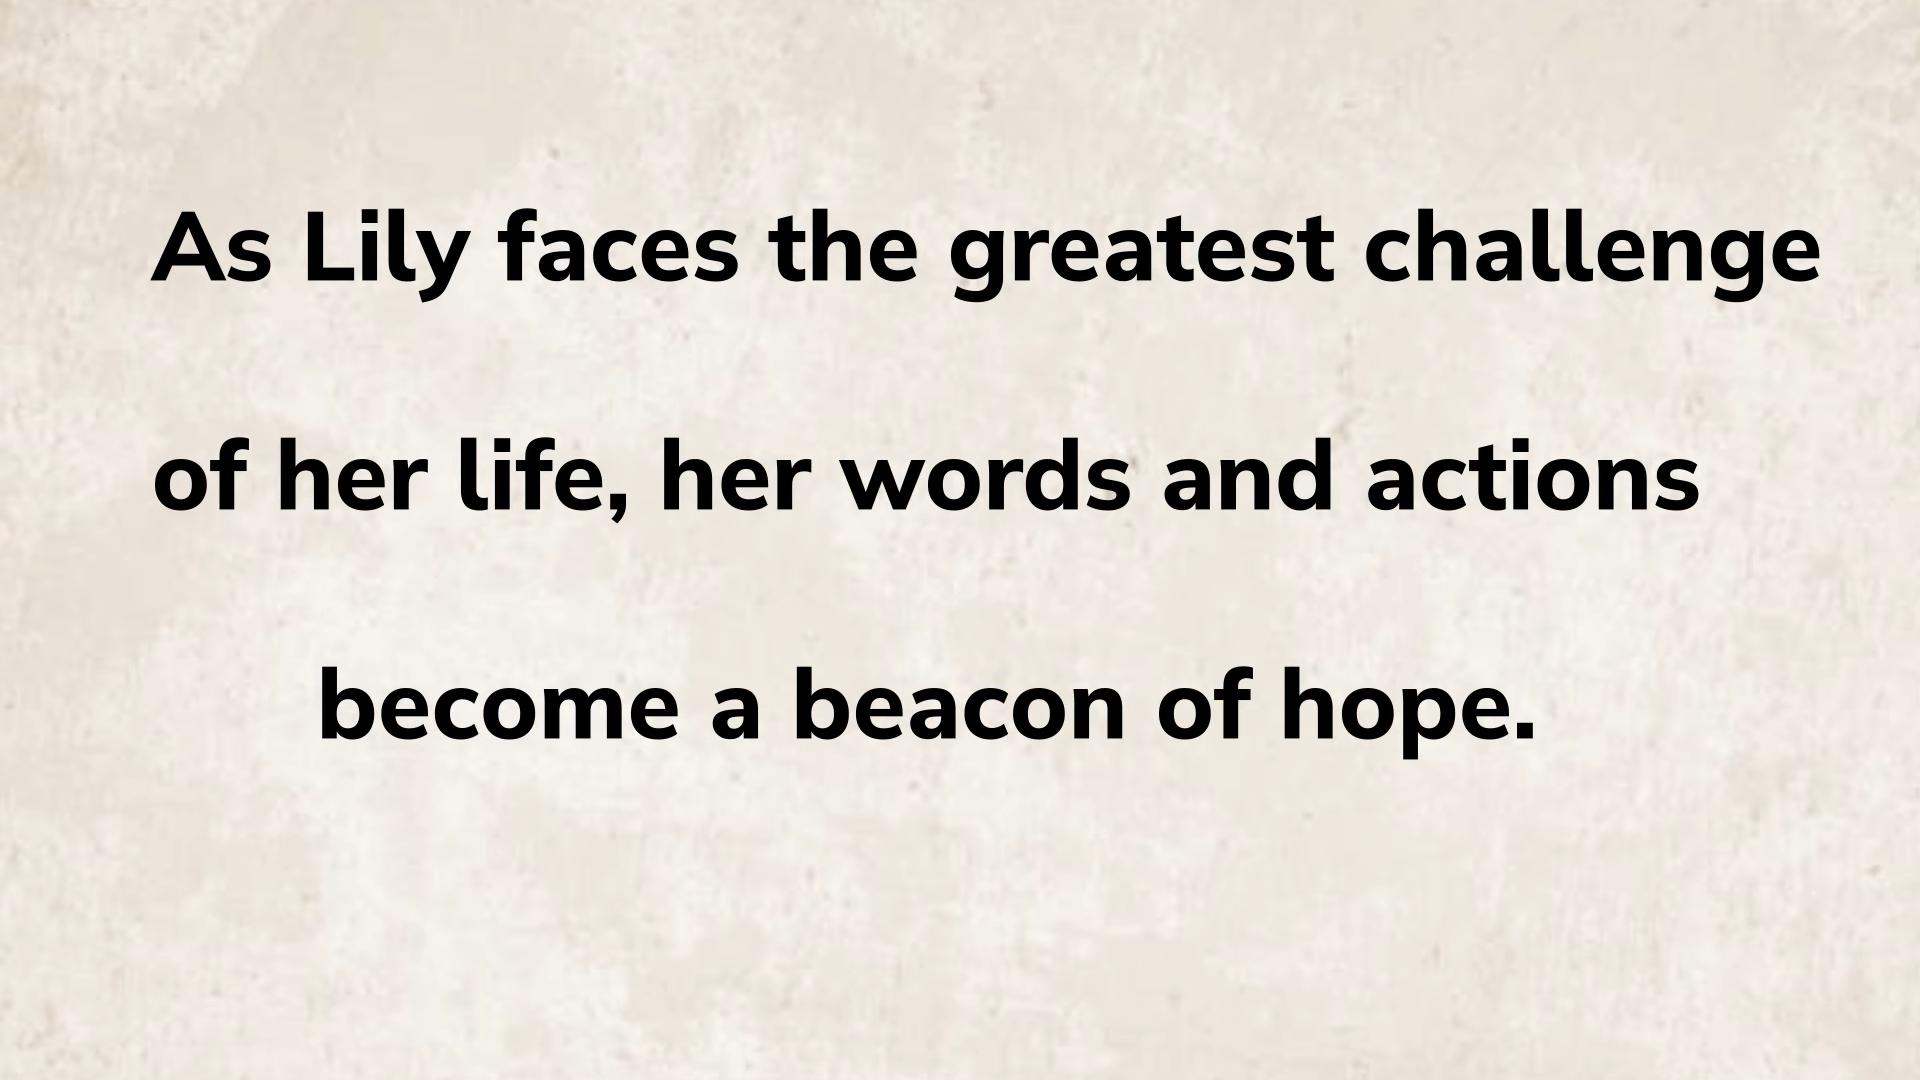 As Lily faces the greatest challenge
of her life, her words and actions
become a beacon of hope.